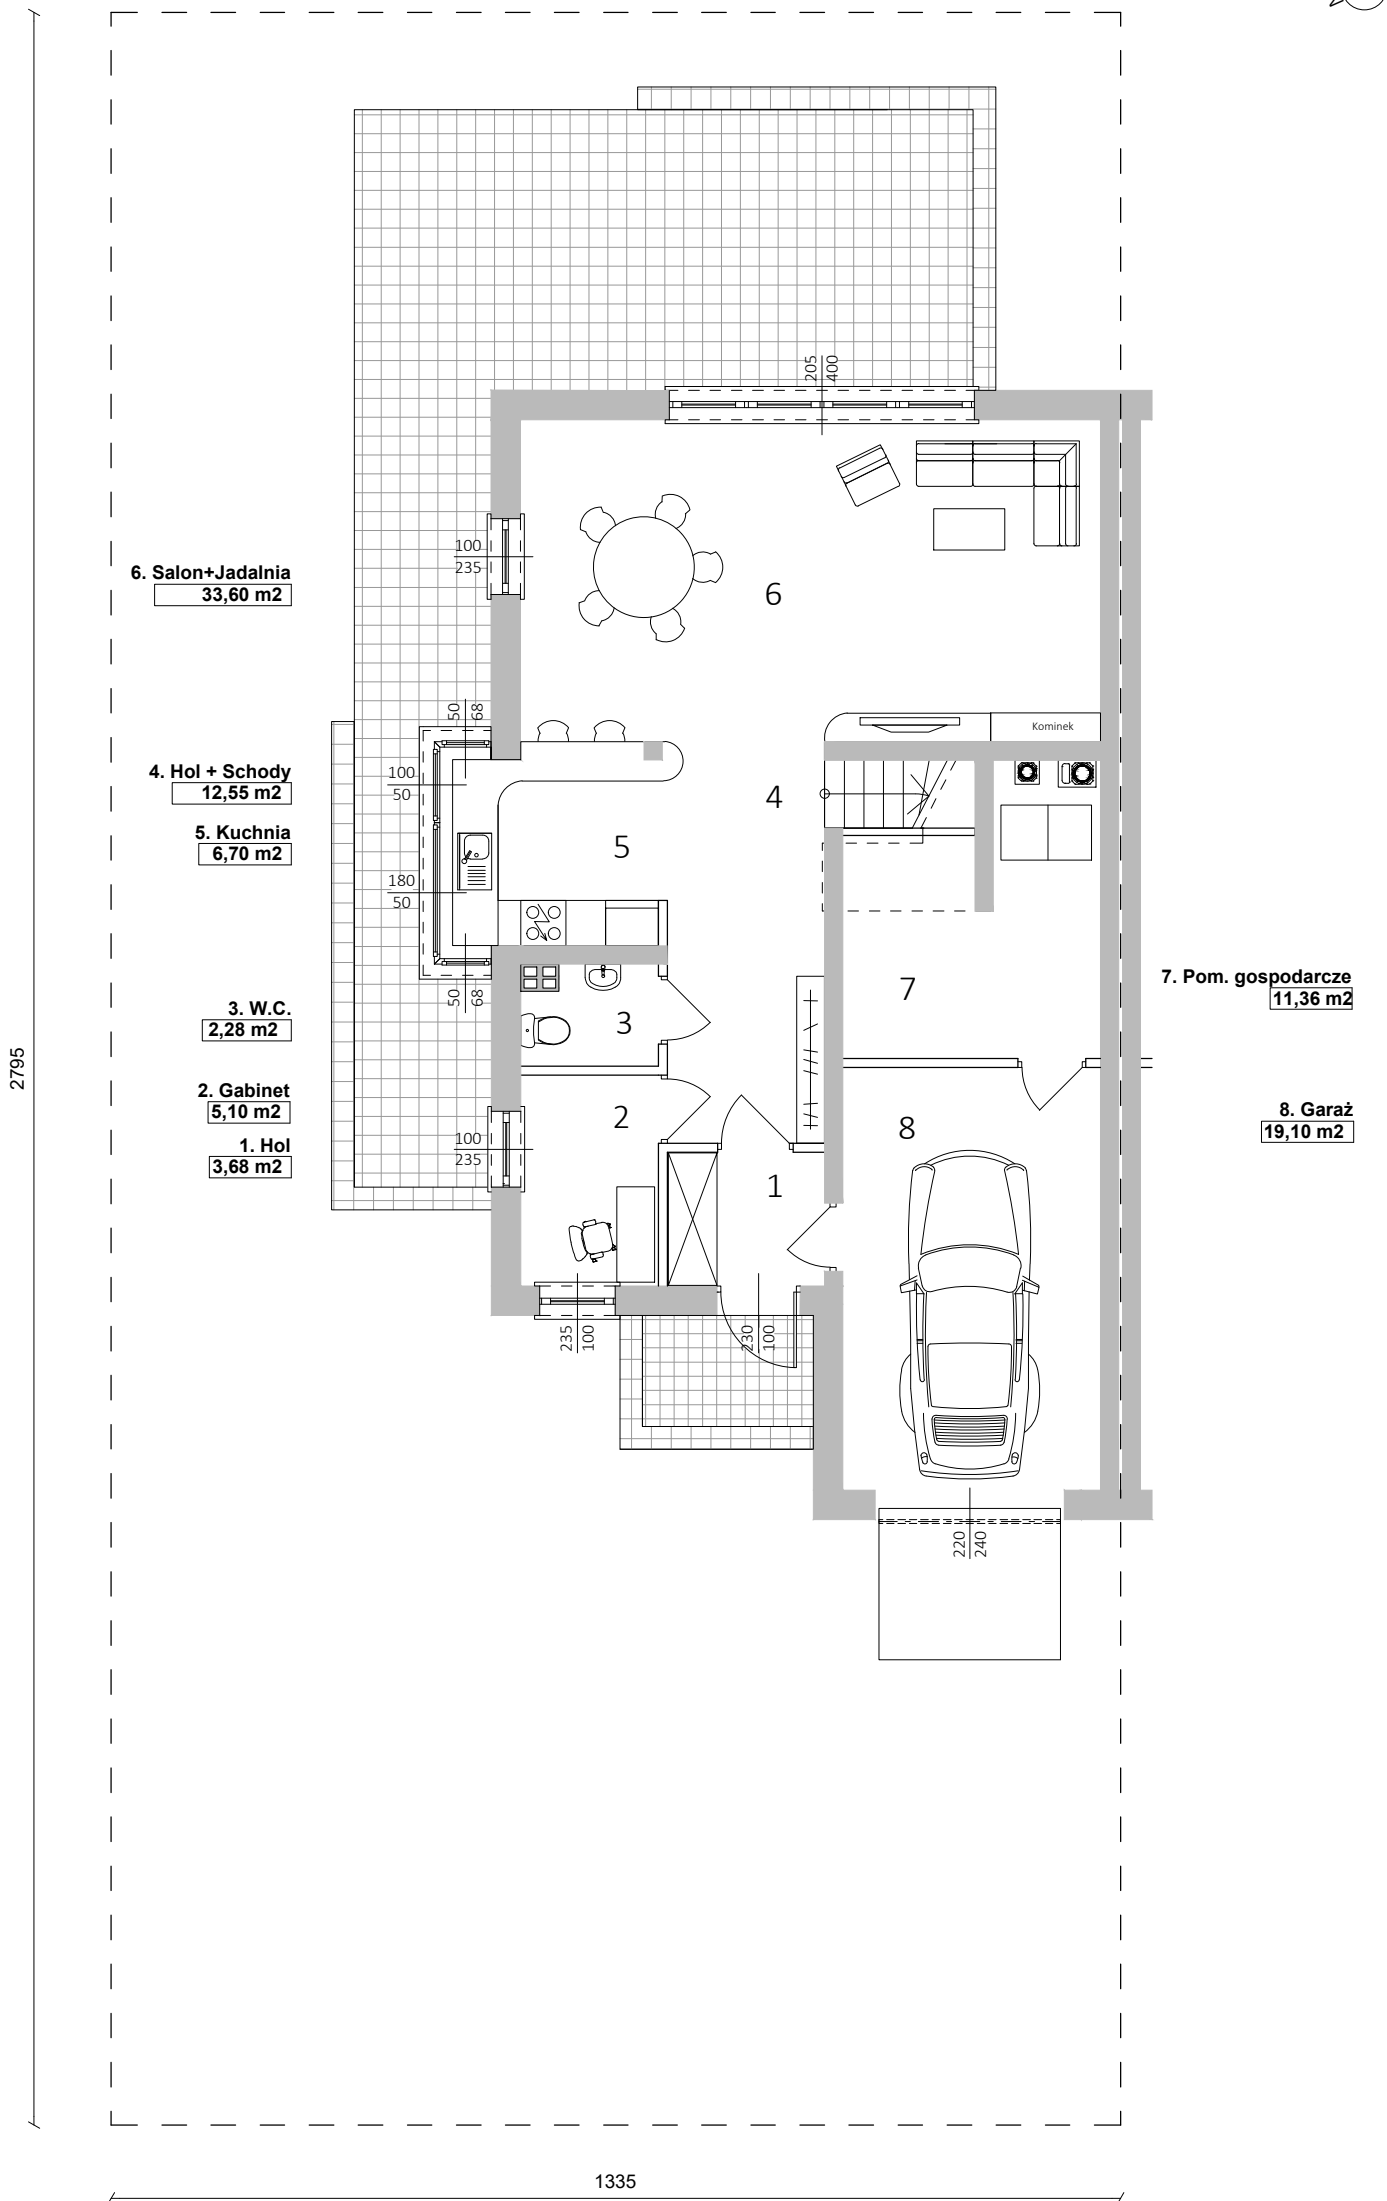 205
400
100
235
6. Salon+Jadalnia
33,60 m2
6
50
68
Kominek
4. Hol + Schody
12,55 m2
100
50
4
5. Kuchnia
6,70 m2
5
180
50
50
68
7
7. Pom. gospodarcze
11,36 m2
3. W.C.
2,28 m2
3
2795
2. Gabinet
5,10 m2
2
8
8. Garaż
19,10 m2
1. Hol
3,68 m2
100
235
1
235
100
230
100
220
240
1335